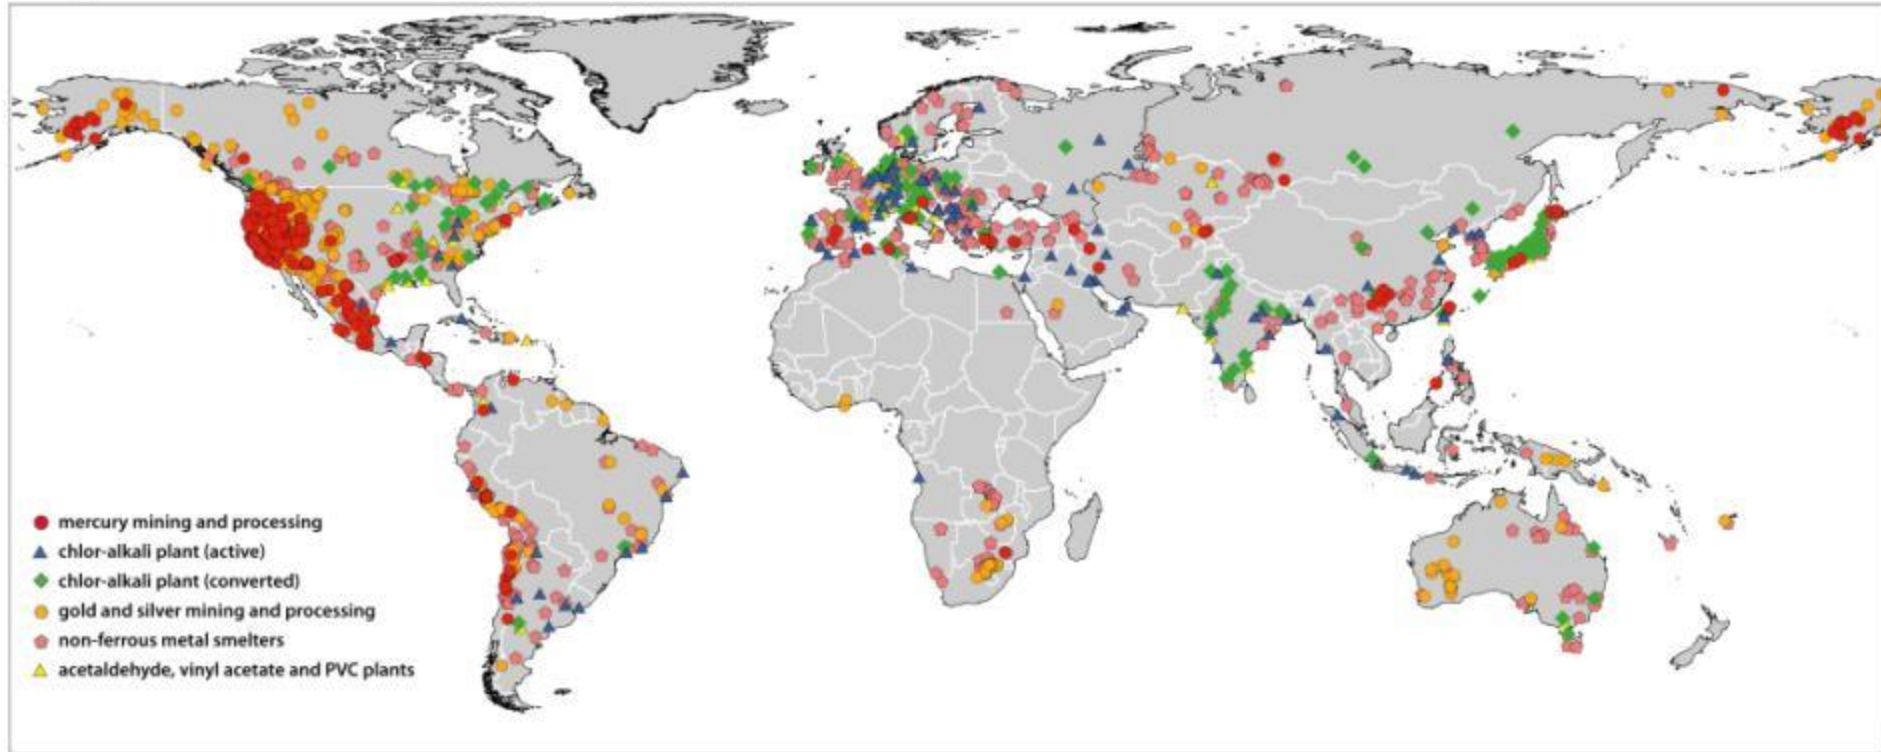 mercury mining and processing
chlor-alkali plant (active)
chlor-alkali plant (converted)
gold and silver mining and processing
non-ferrous metal smelters
acetaldehyde, vinyl acetate and PVC plants